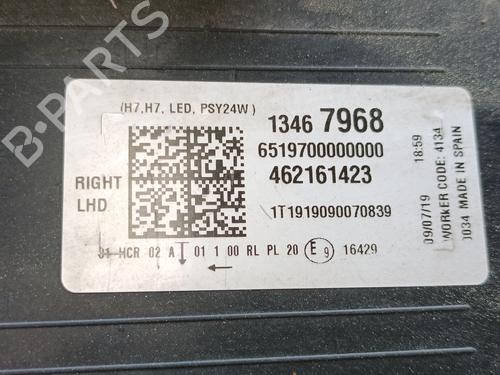 B-PARTS
(H7,H7, LED, PSY24W )
1346 7968
6519700000000
462161423
RIGHT
LHD
1T1919090070839
01 HCR 02 A 01 1 00 RL PL 20 E9 16429
09/07/19 18:59
WORKER CODE: 4134
0034 MADE IN SPAIN